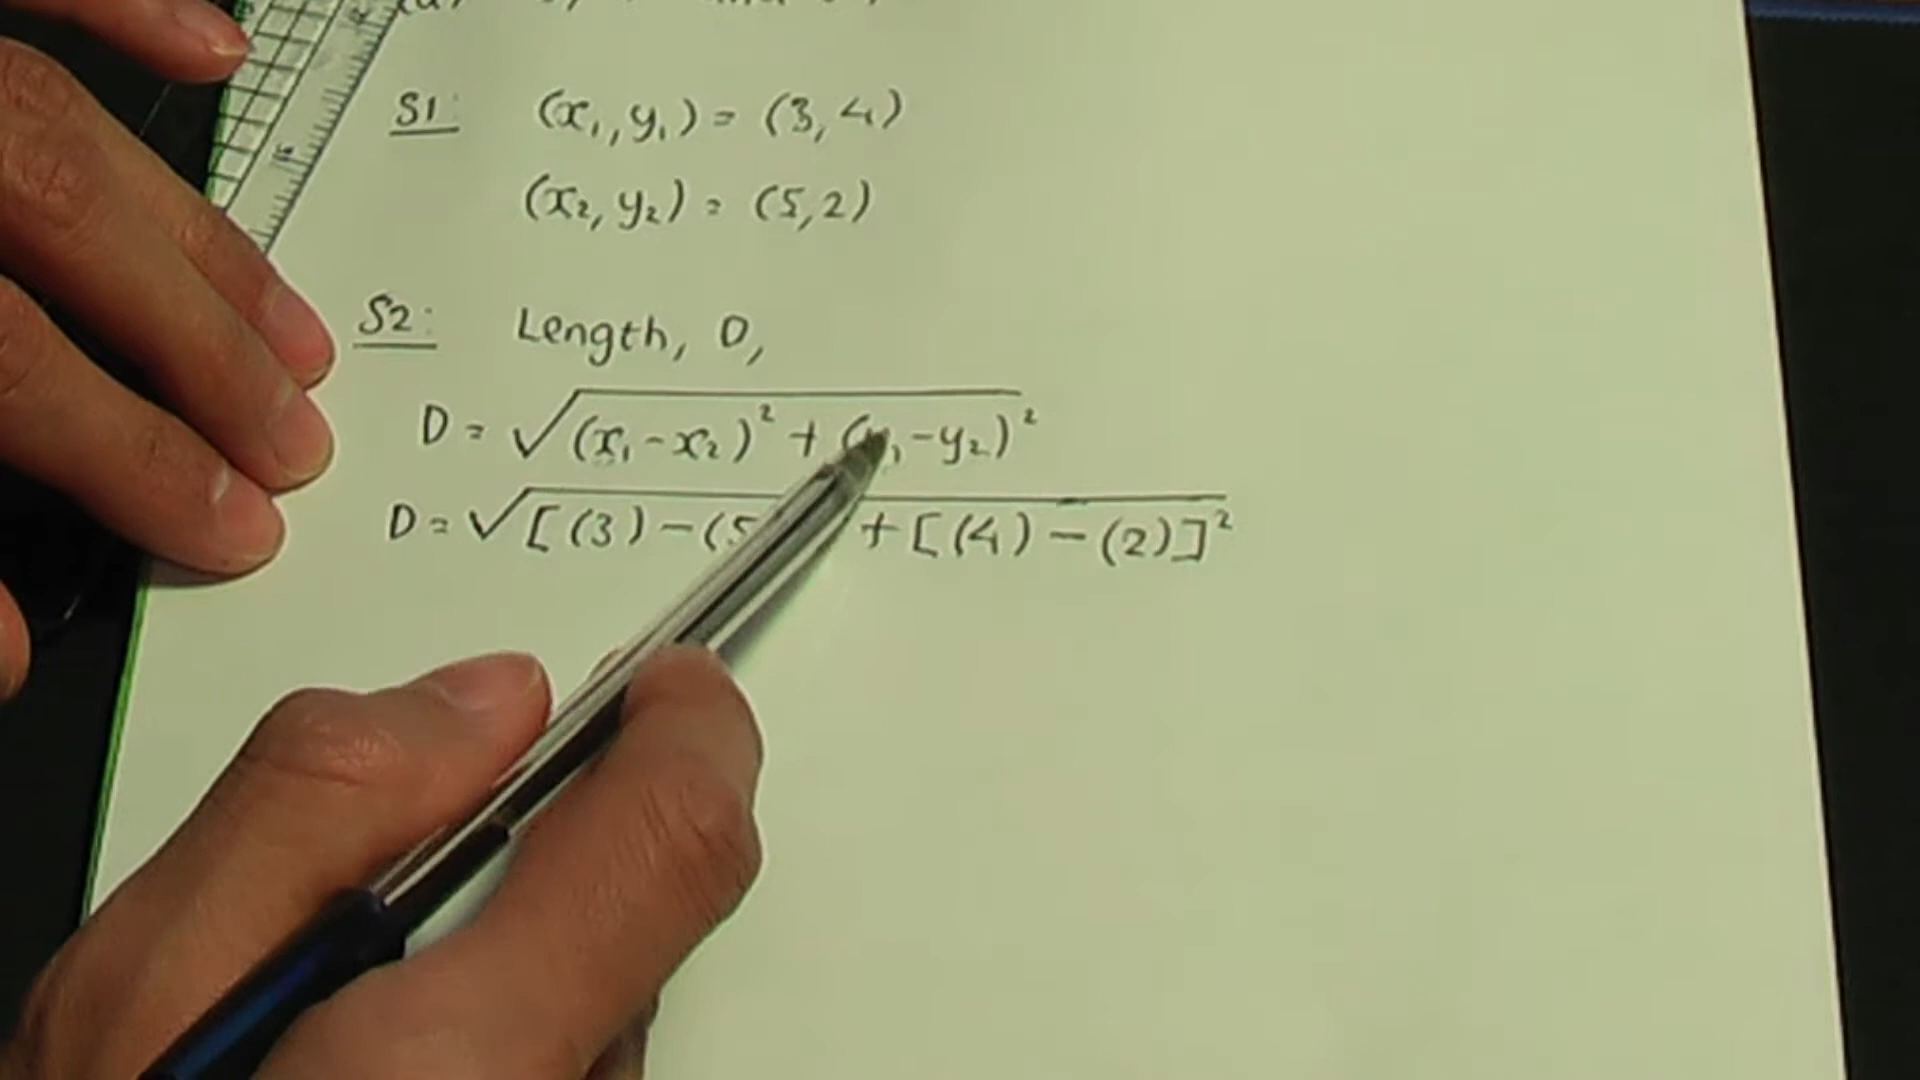 S1: (x₁, y₁) = (3, 4)
(x₂, y₂) = (5, 2)
S2: Length, D,
D = √(x₁ - x₂)² + (y₁ - y₂)²
D = √[(3) - (5 + [(4) - (2)]²